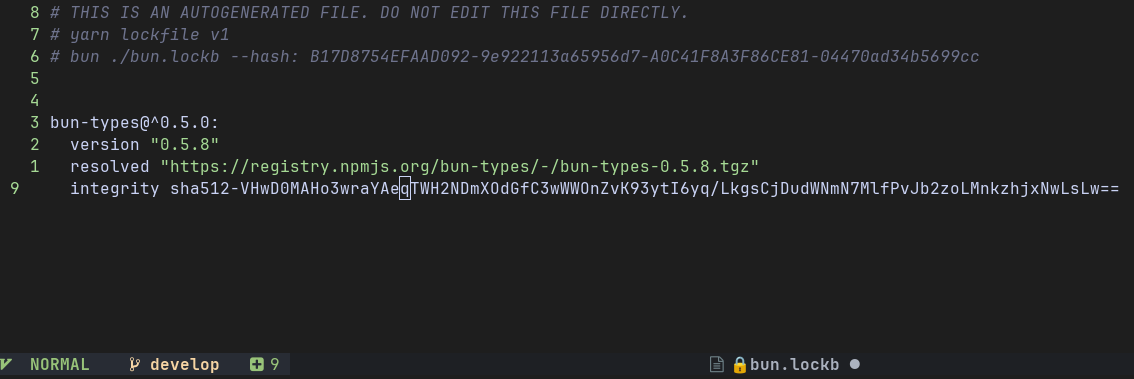 8 # THIS IS AN AUTOGENERATED FILE. DO NOT EDIT THIS FILE DIRECTLY.
7 # yarn lockfile v1
6 # bun ./bun.lockb --hash: B17D8754EFAAD092-9e922113a65956d7-A0C41F8A3F86CE81-04470ad34b5699cc
5
4
3 bun-types@^0.5.0:
2   version "0.5.8"
1   resolved "https://registry.npmjs.org/bun-types/-/bun-types-0.5.8.tgz"
9   integrity sha512-VHwDOMAHo3wraYAeqTWH2NDmXOdGfC3wWWOnZvK93ytI6yq/LkgsCjDudWNmN7MlfPvJb2zoLMnkzhjxNwLsLw==
NORMAL develop 9 bun.lockb